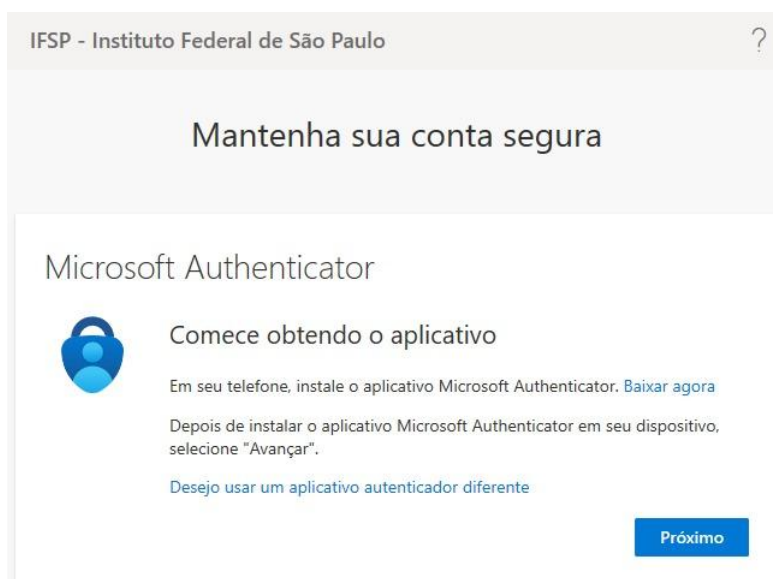 IFSP - Instituto Federal de São Paulo ?
Mantenha sua conta segura
Microsoft Authenticator
Comece obtendo o aplicativo
Em seu telefone, instale o aplicativo Microsoft Authenticator. Baixar agora
Depois de instalar o aplicativo Microsoft Authenticator em seu dispositivo,
selecione "Avançar".
Desejo usar um aplicativo autenticador diferente
Próximo